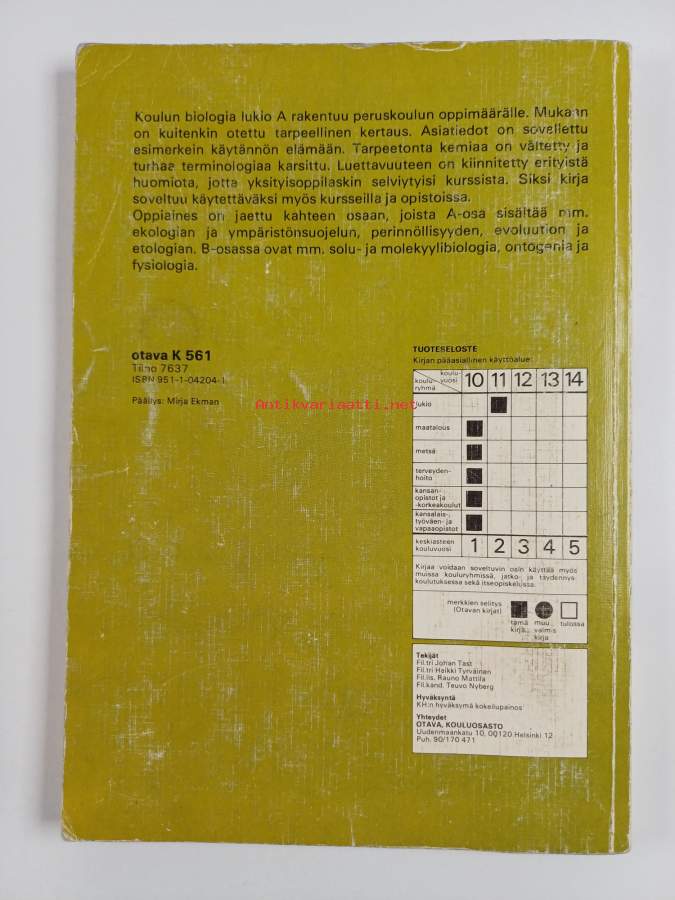 Koulun biologia lukio A rakentuu peruskoulun oppimäärälle. Mukaan
on kuitenkin otettu tarpeellinen kertaus. Asiatiedot on sovellettu
esimerkein käytännön elämään. Tarpeetonta kemiaa on vältetty ja
turhaa terminologiaa karsittu. Luettavuuteen on kiinnitetty erityistä
huomiota, jotta yksityisoppilaskin selviytyisi kurssista. Siksi kirja
soveltuu käytettäväksi myös kursseilla ja opistoissa.
Oppiaines on jaettu kahteen osaan, joista A-osa sisältää mm.
ekologian ja ympäristönsuojelun, perinnöllisyyden, evoluution ja
etologian. B-osassa ovat mm. solu- ja molekyylibiologia, ontogenia ja
fysiologia.
otava K 561
Tilno 7637
ISBN 951-1-04204-1
Päällys: Mirja Ekman
Antikvariaatti.net
TUOTESELOSTE
Kirjan pääasiallinen käyttöalue:
koulu-vuosi
koulu-ryhmä
10 11 12 13 14
lukio
maatalous
metsä
terveyden-
hoito
kansan-
opistot ja
-korkeakoulut
kansalais-,
työväen- ja
vapaaopistot
keskiasteen
kouluvuosi
1 2 3 4 5
Kirjaa voidaan soveltuvin osin käyttää myös
muissa kouluryhmissä, jatko- ja täydennys-
koulutuksessa sekä itseopiskelussa.
merkkien selitys
(Otavan kirjat)
tämä
kirja
muu
valmis
kirja
tulossa
Tekijät
Fil.tri Johan Tast
Fil.tri Heikki Tyrväinen
Fil.lis. Rauno Mattila
Fil.kand. Teuvo Nyberg
Hyväksyntä
KH:n hyväksymä kokeilupainos
Yhteydet
OTAVA, KOULUOSASTO
Uudenmaankatu 10, 00120 Helsinki 12
Puh. 90/170 471